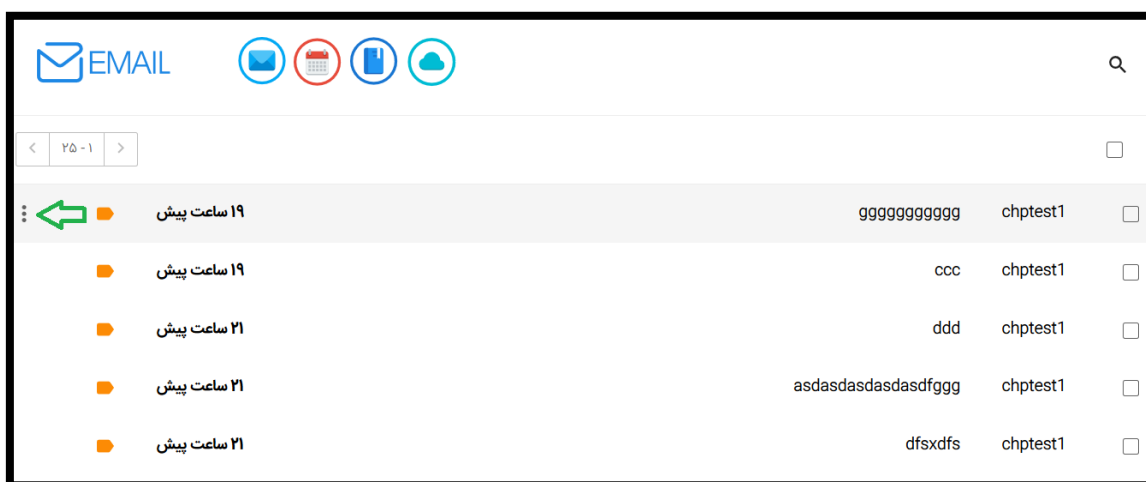 EMAIL
۱ - ۲۵
chptest1 ggggggggggg ۱۹ ساعت پیش
chptest1 ccc ۱۹ ساعت پیش
chptest1 ddd ۲۱ ساعت پیش
chptest1 asdasdasdasdasdfggg ۲۱ ساعت پیش
chptest1 dfsxdfs ۲۱ ساعت پیش